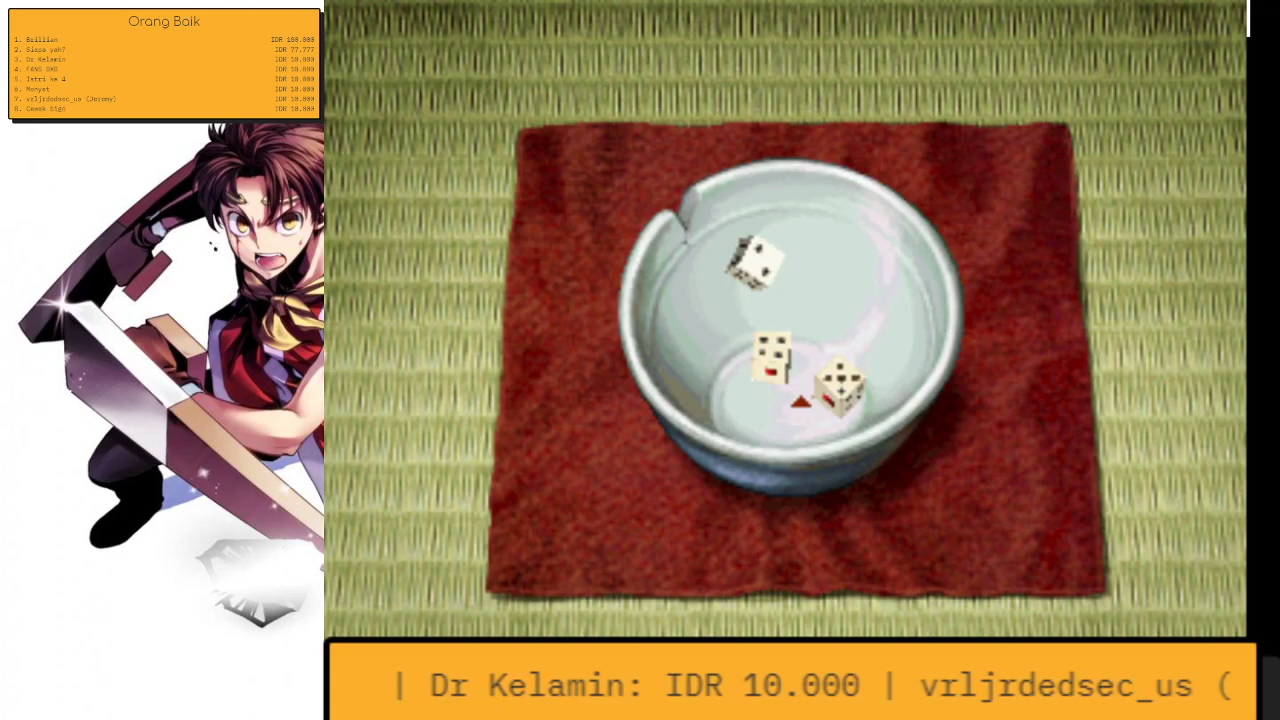 Orang Baik
1. Brillian IDR 100.000
2. Siapa yah? IDR 77.777
3. Dr Kelamin IDR 10.000
4. FANS DXD IDR 10.000
5. Istri ke 4 IDR 10.000
6. Monyet IDR 10.000
7. vrljrdedsec_us (Jeremy) IDR 10.000
8. Cewek bigo IDR 10.000
| Dr Kelamin: IDR 10.000 | vrljrdedsec_us (